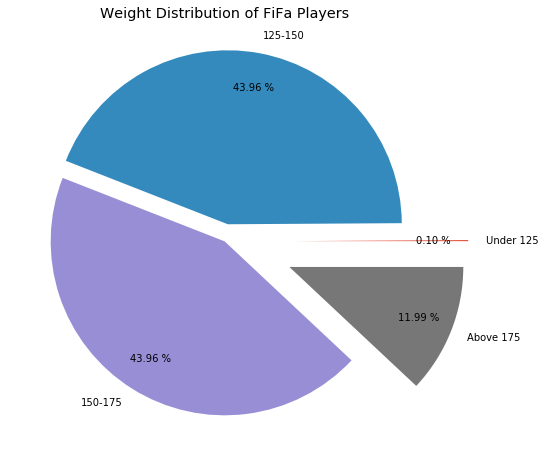 Weight Distribution of FiFa Players
125-150
43.96 %
0.10 %
Under 125
11.99 %
Above 175
43.96 %
150-175